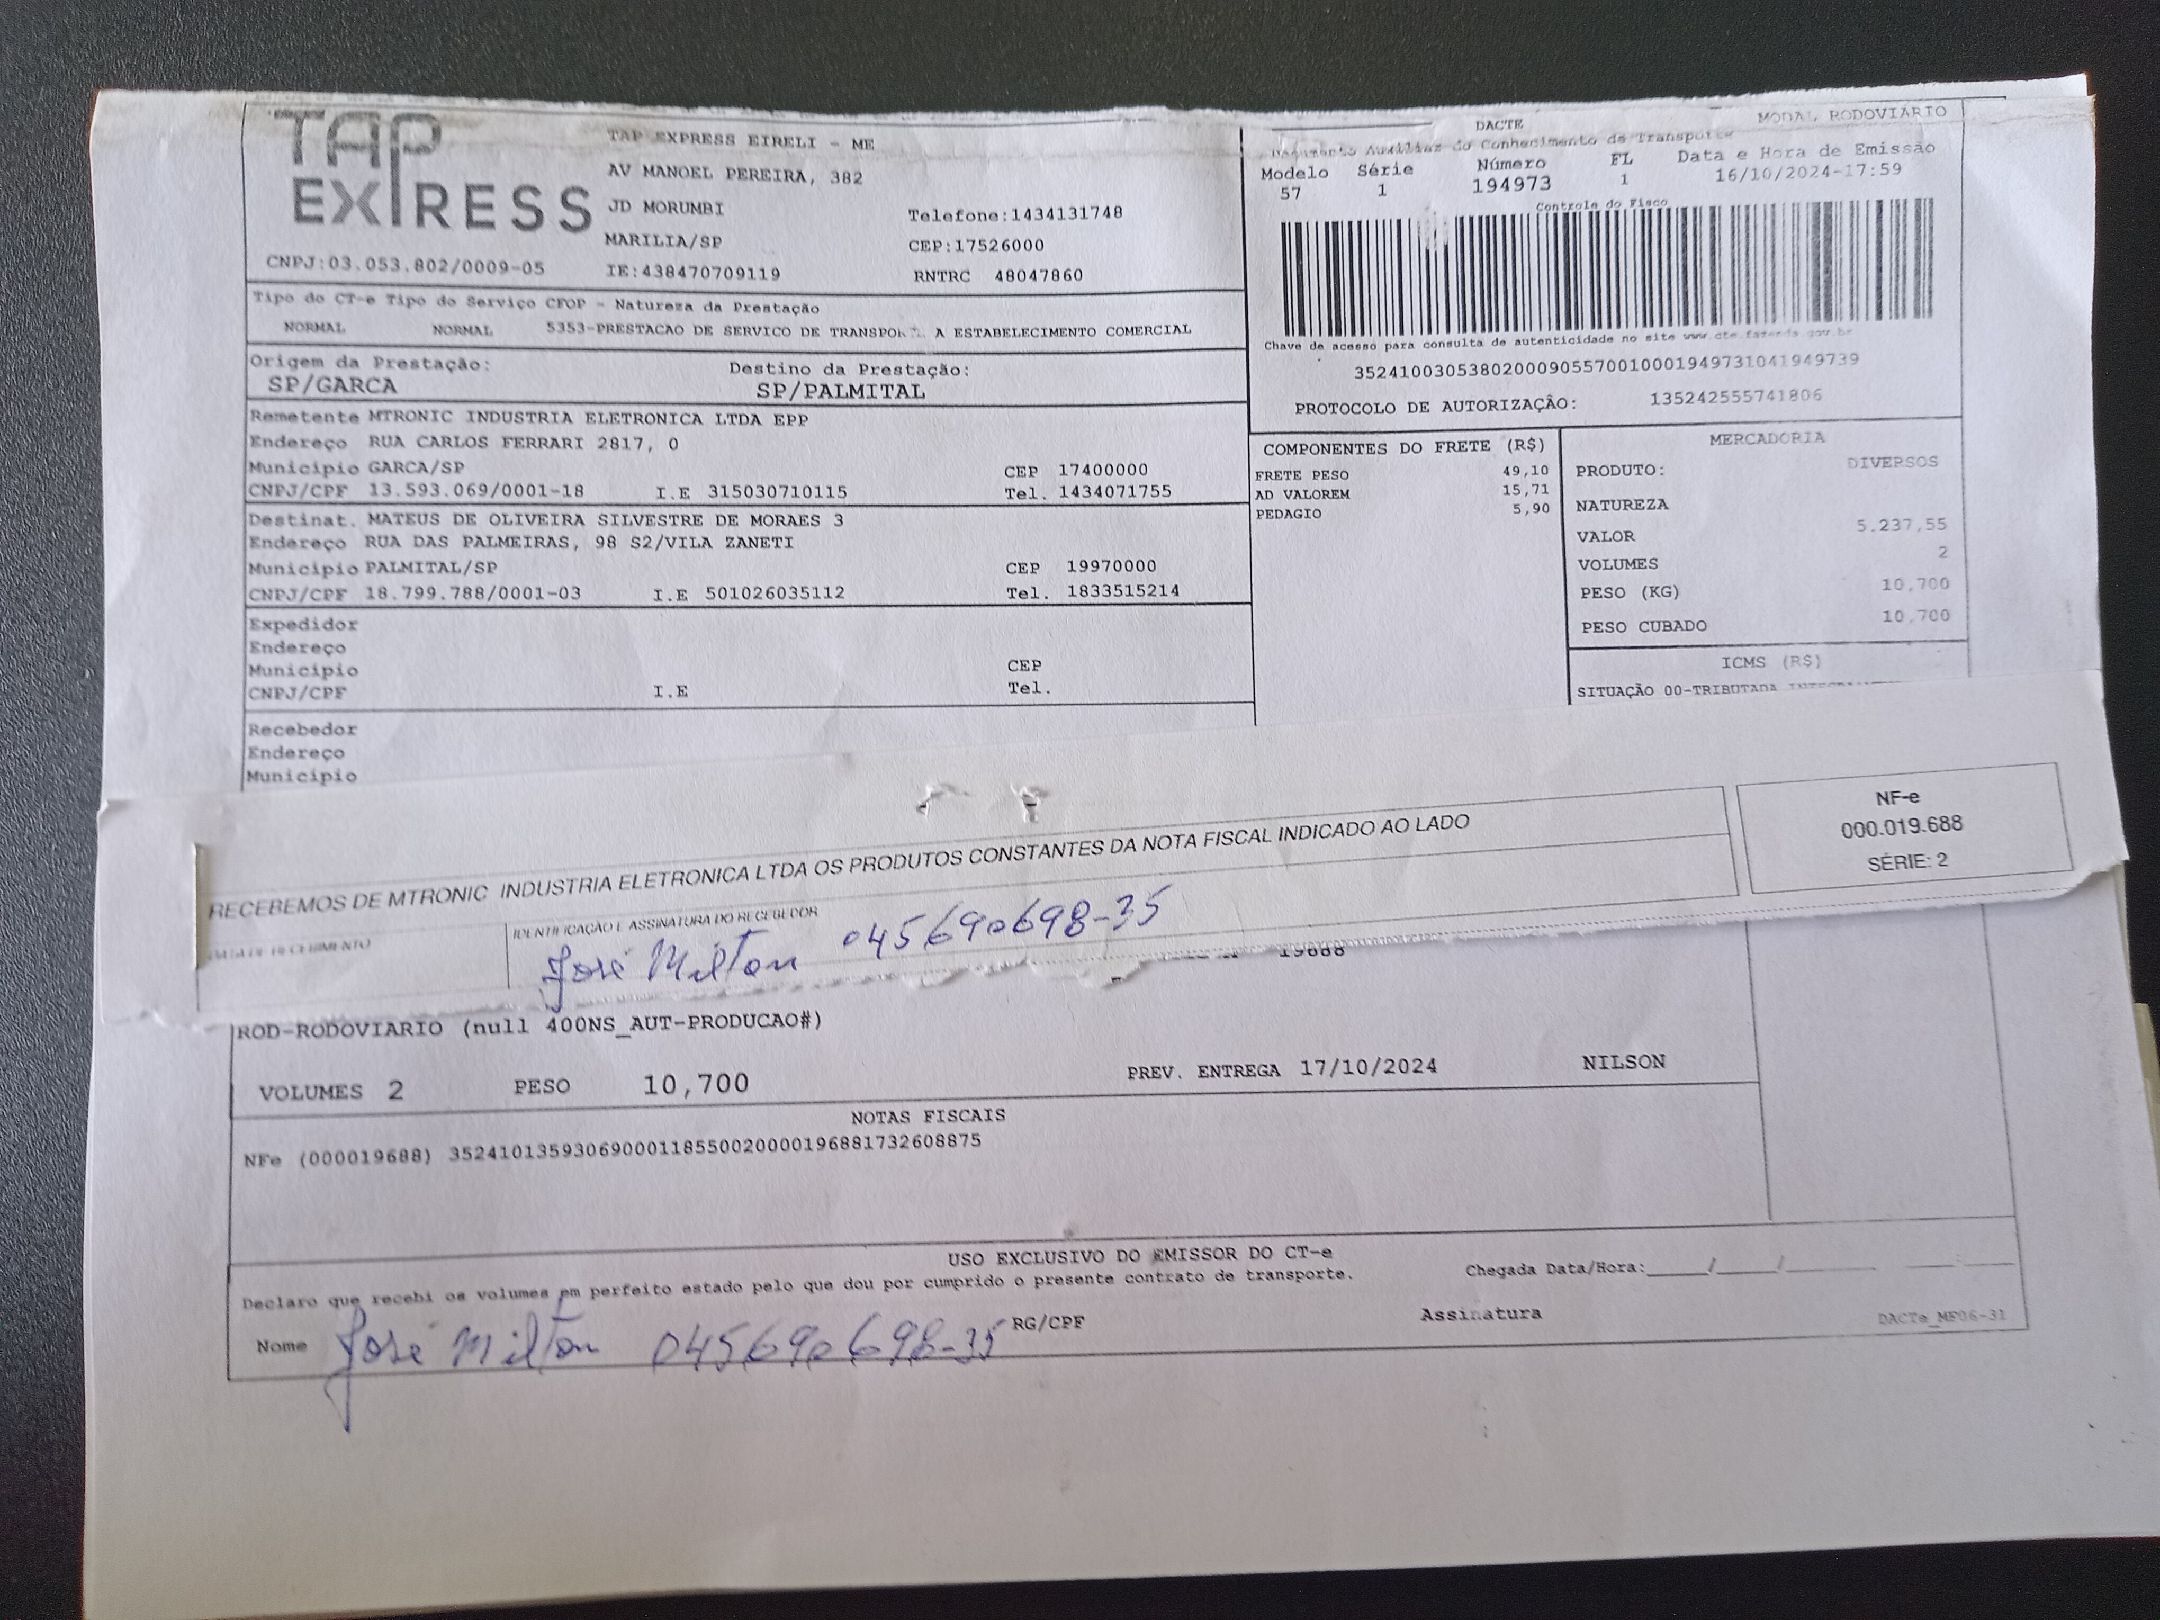 TAP
EXPRESS
TAP EXPRESS EIRELI - ME
AV MANOEL PEREIRA, 382
JD MORUMBI
Telefone:1434131748
MARILIA/SP
CEP:17526000
CNPJ:03.053.802/0009-05
IE:438470709119
RNTRC 48047860
DACTE
MODAL RODOVIÁRIO
Documento Auxiliar do Conhecimento de Transporte
Modelo Série Número FL Data e Hora de Emissão
57 1 194973 1 16/10/2024-17:59
Controle do Fisco
Chave de acesso para consulta de autenticidade no site www.cte.fazenda.gov.br
35241003053802000905570010001949731041949739
PROTOCOLO DE AUTORIZAÇÃO: 135242555741806
Tipo do CT-e Tipo do Serviço CFOP - Natureza da Prestação
NORMAL NORMAL 5353-PRESTACAO DE SERVICO DE TRANSPOR A ESTABELECIMENTO COMERCIAL
Origem da Prestação: Destino da Prestação:
SP/GARCA SP/PALMITAL
Remetente MTRONIC INDUSTRIA ELETRONICA LTDA EPP
Endereço RUA CARLOS FERRARI 2817, 0
Município GARCA/SP CEP 17400000
CNPJ/CPF 13.593.069/0001-18 I.E 315030710115 Tel. 1434071755
Destinat. MATEUS DE OLIVEIRA SILVESTRE DE MORAES 3
Endereço RUA DAS PALMEIRAS, 98 S2/VILA ZANETI
Município PALMITAL/SP CEP 19970000
CNPJ/CPF 18.799.788/0001-03 I.E 501026035112 Tel. 1833515214
Expedidor
Endereço
Município CEP
CNPJ/CPF I.E Tel.
Recebedor
Endereço
Município
COMPONENTES DO FRETE (R$)
FRETE PESO 49,10
AD VALOREM 15,71
PEDAGIO 5,90
MERCADORIA
PRODUTO: DIVERSOS
NATUREZA
VALOR 5.237,55
VOLUMES 2
PESO (KG) 10,700
PESO CUBADO 10,700
ICMS (R$)
SITUAÇÃO 00-TRIBUTADA
RECEBEMOS DE MTRONIC INDUSTRIA ELETRONICA LTDA OS PRODUTOS CONSTANTES DA NOTA FISCAL INDICADO AO LADO
NF-e
000.019.688
SÉRIE: 2
DATA DE RECEBIMENTO
IDENTIFICAÇÃO E ASSINATURA DO RECEBEDOR
José Milton 045690698-35
19688
ROD-RODOVIARIO (null 400NS_AUT-PRODUCAO#)
VOLUMES 2 PESO 10,700 PREV. ENTREGA 17/10/2024 NILSON
NOTAS FISCAIS
NFe (000019688) 35241013593069000118550020000196881732608875
USO EXCLUSIVO DO EMISSOR DO CT-e
Declaro que recebi os volumes em perfeito estado pelo que dou por cumprido o presente contrato de transporte.
Chegada Data/Hora:_____/_____/_______ __:____
Nome José Milton 045690698-35 RG/CPF Assinatura
DACTe_MF06-31